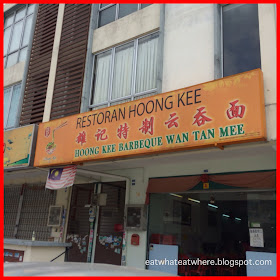 RESTORAN HOONG KEE
雄记特制云吞面
HOONG KEE BARBEQUE WAN TAN MEE
eatwhateatwhere.blogspot.com